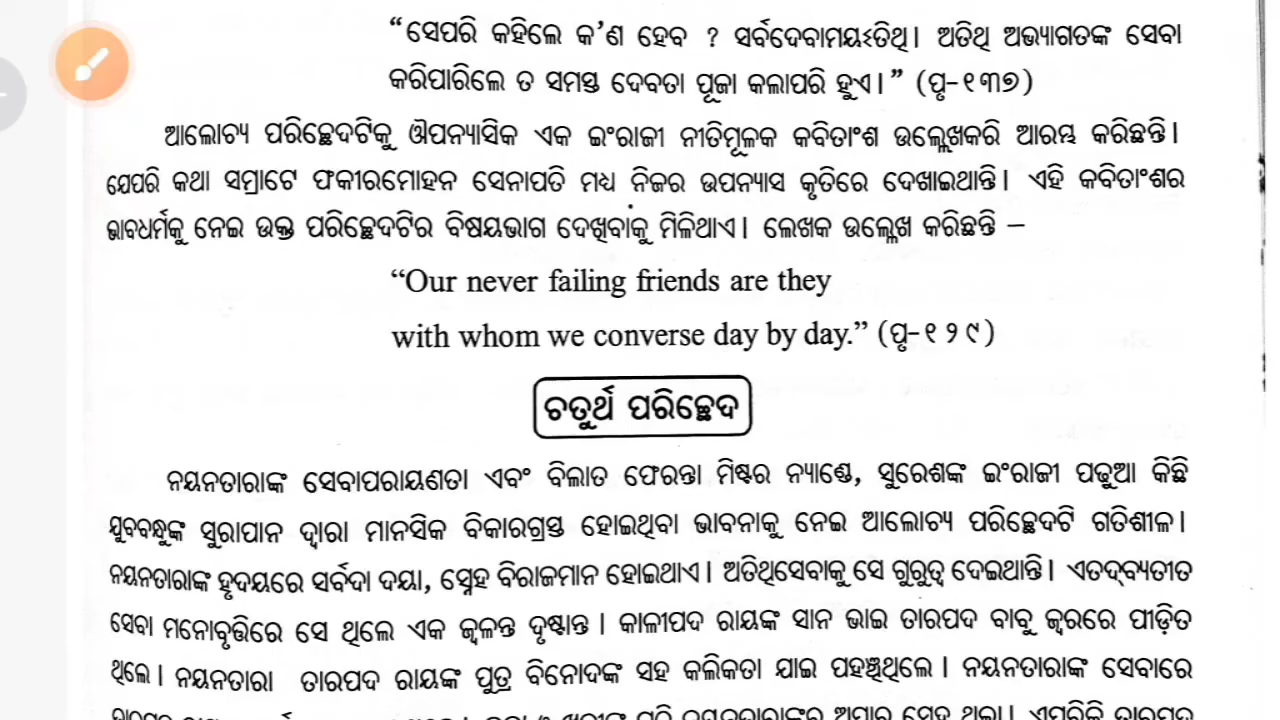 “ ସେପରି କହିଲେ କ’ଣ ହେବ ? ସର୍ବଦେବାମୟଃତିଥି। ଅତିଥି ଅଭ୍ୟାଗତଙ୍କ ସେବା
କରିପାରିଲେ ତ ସମସ୍ତ ଦେବତା ପୂଜା କଲାପରି ହୁଏ।” (ପୃ-୧୩୭)
ଆଲୋଚ୍ୟ ପରିଚ୍ଛେଦଟିକୁ ଔପନ୍ୟାସିକ ଏକ ଇଂରାଜୀ ନୀତିମୂଳକ କବିତାଂଶ ଉଲ୍ଲେଖକରି ଆରମ୍ଭ କରିଛନ୍ତି।
ଯେପରି କଥା ସମ୍ରାଟେ ଫକୀରମୋହନ ସେନାପତି ମଧ୍ୟ ନିଜର ଉପନ୍ୟାସ କୃତିରେ ଦେଖାଇଥାନ୍ତି। ଏହି କବିତାଂଶର
ଭାବଧର୍ମକୁ ନେଇ ଉକ୍ତ ପରିଚ୍ଛେଦଟିର ବିଷୟଭାଗ ଦେଖିବାକୁ ମିଳିଥାଏ। ଲେଖକ ଉଲ୍ଲେଖ କରିଛନ୍ତି –
“Our never failing friends are they
with whom we converse day by day.” (ପୃ-୧୨୯)
ଚତୁର୍ଥ ପରିଚ୍ଛେଦ
ନୟନତାରାଙ୍କ ସେବାପରାୟଣତା ଏବଂ ବିଲାତ ଫେରନ୍ତା ମିଷ୍ଟର ନ୍ୟାଣ୍ଡେ, ସୁରେଶଙ୍କ ଇଂରାଜୀ ପଢୁଆ କିଛି
ଯୁବବନ୍ଧୁଙ୍କ ସୁରାପାନ ଦ୍ୱାରା ମାନସିକ ବିକାରଗ୍ରସ୍ତ ହୋଇଥିବା ଭାବନାକୁ ନେଇ ଆଲୋଚ୍ୟ ପରିଚ୍ଛେଦଟି ଗତିଶୀଳ।
ନୟନତାରାଙ୍କ ହୃଦୟରେ ସର୍ବଦା ଦୟା, ସ୍ନେହ ବିରାଜମାନ ହୋଇଥାଏ। ଅତିଥିସେବାକୁ ସେ ଗୁରୁତ୍ୱ ଦେଇଥାନ୍ତି। ଏତଦ୍‌ବ୍ୟତୀତ
ସେବା ମନୋବୃତ୍ତିରେ ସେ ଥିଲେ ଏକ ଜ୍ୱଳନ୍ତ ଦୃଷ୍ଟାନ୍ତ। କାଳୀପଦ ରାୟଙ୍କ ସାନ ଭାଇ ତାରପଦ ବାବୁ ଜ୍ୱରରେ ପୀଡ଼ିତ
ଥିଲେ। ନୟନତାରା ତାରପଦ ରାୟଙ୍କ ପୁତ୍ର ବିନୋଦଙ୍କ ସହ କଲିକତା ଯାଇ ପହଞ୍ଚିଥିଲେ। ନୟନତାରାଙ୍କ ସେବାରେ